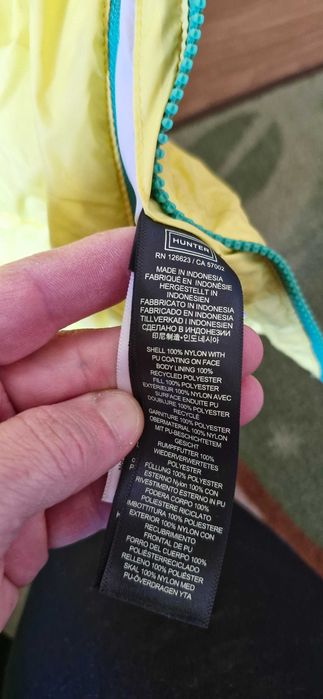 HUNTER
RN 126623 / CA 57002
MADE IN INDONESIA
FABRIQUÉ EN INDONÉSIE
HERGESTELLT IN
INDONESIEN
FABBRICATO IN INDONESIA
FABRICADO EN INDONESIA
TILLVERKAD I INDONESIEN
СДЕЛАНО В ИНДОНЕЗИИ
印尼制造・인도네시아
SHELL 100% NYLON WITH
PU COATING ON FACE
BODY LINING 100%
RECYCLED POLYESTER
FILL 100% POLYESTER
EXTÉRIEUR 100% NYLON AVEC
SURFACE ENDUITE PU
DOUBLURE 100% POLYESTER
RECYCLÉ
GARNITURE 100% POLYESTER
OBERMATERIAL 100% NYLON
MIT PU-BESCHICHTETEM
GESICHT
RUMPFFUTTER 100%
WIEDERVERWERTETES
POLYESTER
FÜLLUNG 100% POLYESTER
ESTERNO Nylon 100% CON
RIVESTIMENTO ESTERNO IN PU
FODERA CORPO 100%
POLIESTERE RICICLATO
IMBOTTITURA 100% POLIESTERE
EXTERIOR 100% NYLON CON
RECUBRIMIENTO
FRONTAL DE PU
FORRO DEL CUERPO 100%
POLIÉSTERRECICLADO
RELLENO 100% POLIÉSTER
SKAL 100% NYLON MED
PU-ÖVERDRAGEN YTA